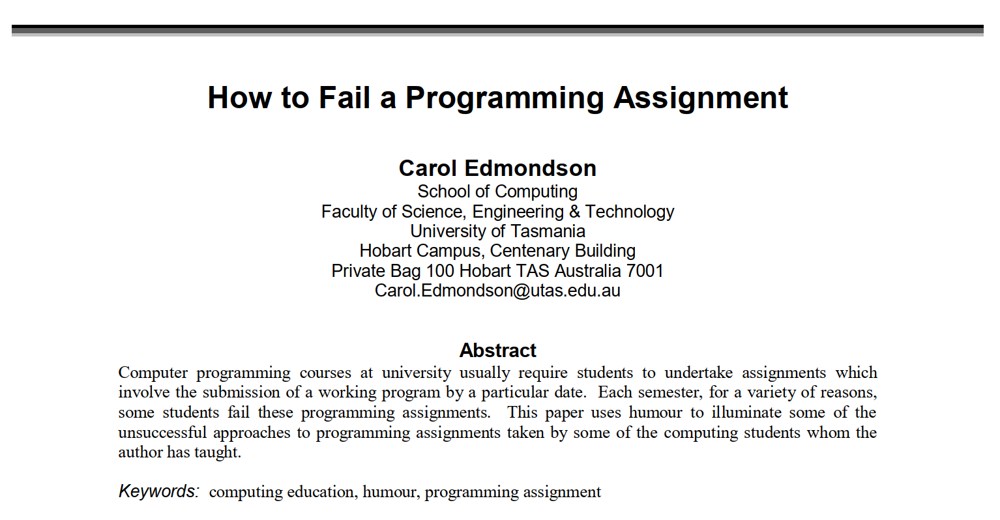 How to Fail a Programming Assignment
Carol Edmondson
School of Computing
Faculty of Science, Engineering & Technology
University of Tasmania
Hobart Campus, Centenary Building
Private Bag 100 Hobart TAS Australia 7001
Carol.Edmondson@utas.edu.au
Abstract
Computer programming courses at university usually require students to undertake assignments which
involve the submission of a working program by a particular date.  Each semester, for a variety of reasons,
some students fail these programming assignments.  This paper uses humour to illuminate some of the
unsuccessful approaches to programming assignments taken by some of the computing students whom the
author has taught.
Keywords:  computing education, humour, programming assignment